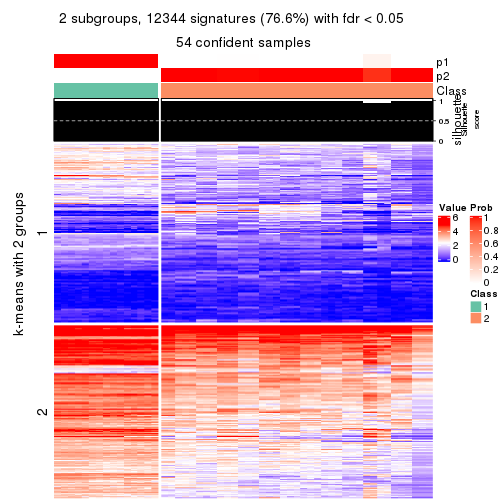 2 subgroups, 12344 signatures (76.6%) with fdr < 0.05
54 confident samples
p1
p2
Class
silhouette
Silhouette
score
1
0.5
0
k-means with 2 groups
1
2
Value
6
4
2
0
Prob
1
0.8
0.6
0.4
0.2
0
Class
1
2